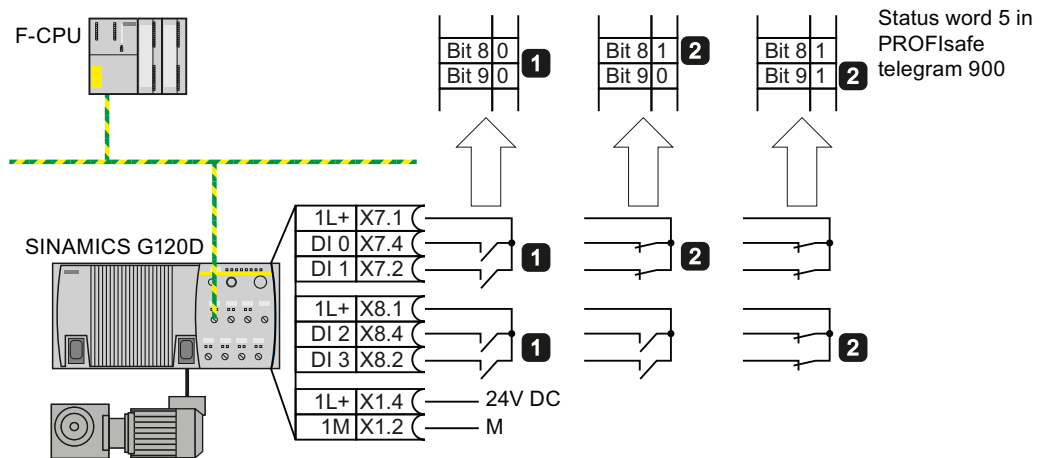 F-CPU
Bit 8 0
Bit 9 0
1
Bit 8 1
Bit 9 0
2
Bit 8 1
Bit 9 1
2
Status word 5 in
PROFIsafe
telegram 900
SINAMICS G120D
1L+ X7.1
DI 0 X7.4
DI 1 X7.2
1
2
1L+ X8.1
DI 2 X8.4
DI 3 X8.2
1
2
1L+ X1.4 24V DC
1M X1.2 M